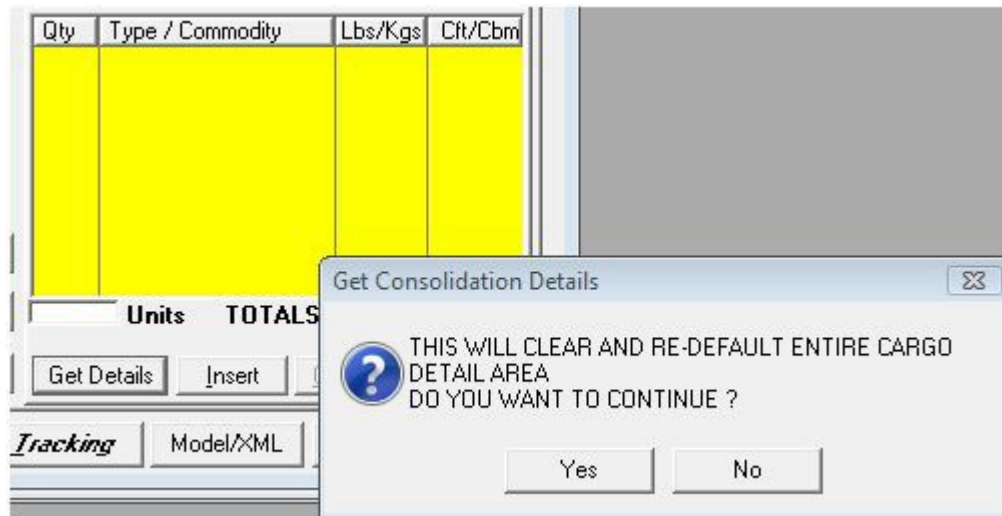 Qty Type / Commodity Lbs/Kgs Cft/Cbm
Units TOTALS
Get Details Insert
Tracking Model/XML
Get Consolidation Details
THIS WILL CLEAR AND RE-DEFAULT ENTIRE CARGO
DETAIL AREA
DO YOU WANT TO CONTINUE ?
Yes No